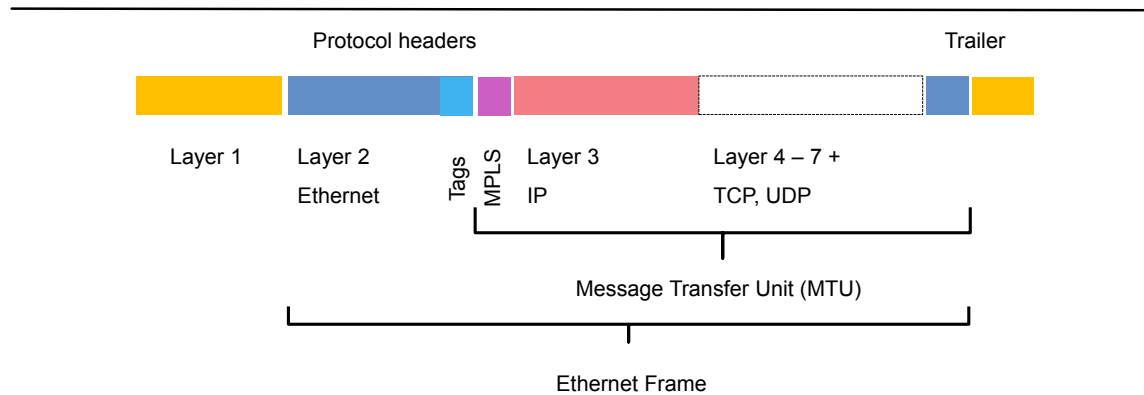 Protocol headers
Trailer
Layer 1
Layer 2
Ethernet
Tags
MPLS
Layer 3
IP
Layer 4 – 7 +
TCP, UDP
Message Transfer Unit (MTU)
Ethernet Frame